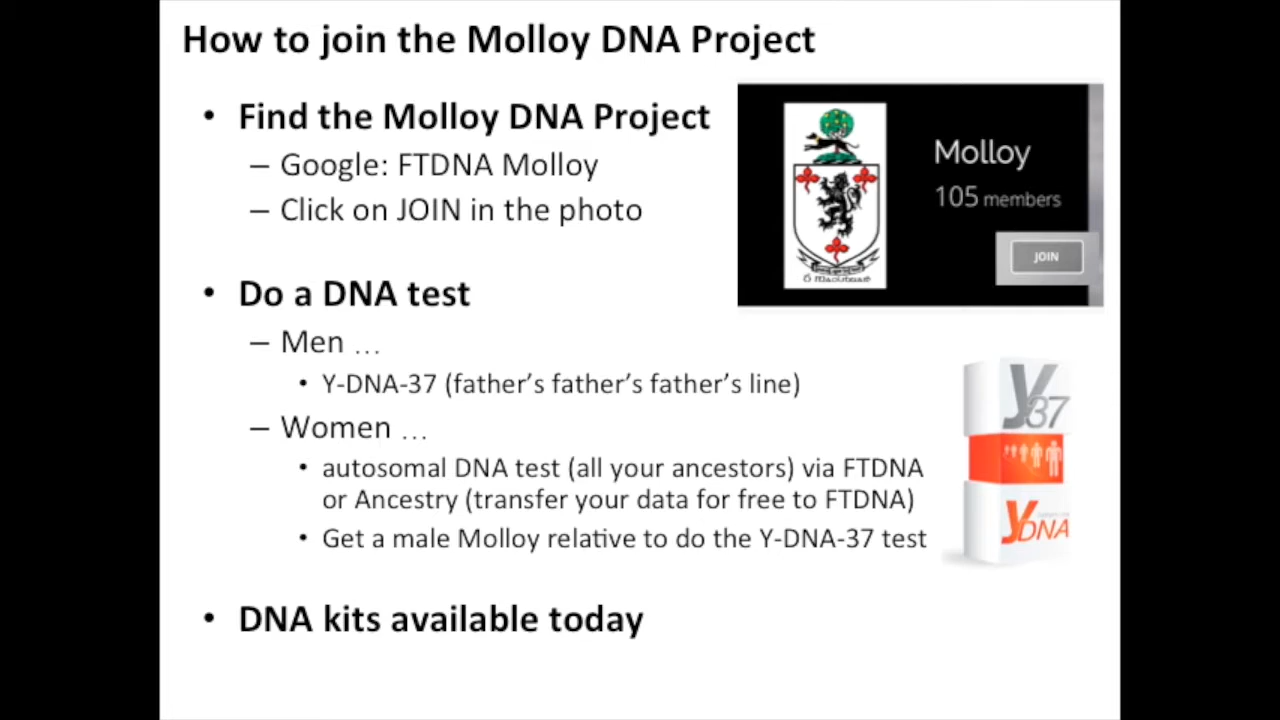 How to join the Molloy DNA Project
• Find the Molloy DNA Project
– Google: FTDNA Molloy
– Click on JOIN in the photo
Molloy
105 members
JOIN
• Do a DNA test
– Men …
• Y-DNA-37 (father’s father’s father’s line)
– Women …
• autosomal DNA test (all your ancestors) via FTDNA
or Ancestry (transfer your data for free to FTDNA)
• Get a male Molloy relative to do the Y-DNA-37 test
y37
yDNA
• DNA kits available today